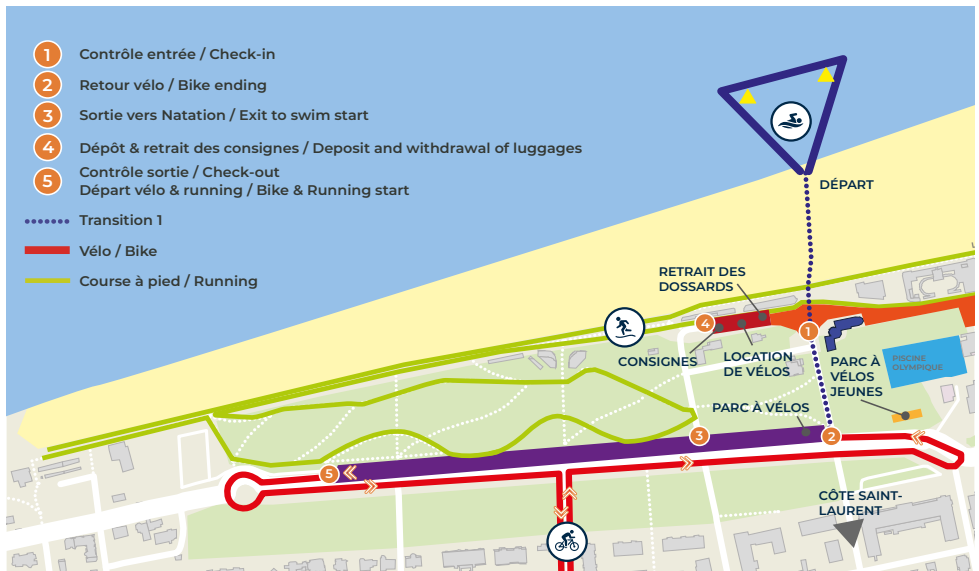 1 Contrôle entrée / Check-in
2 Retour vélo / Bike ending
3 Sortie vers Natation / Exit to swim start
4 Dépôt & retrait des consignes / Deposit and withdrawal of luggages
5 Contrôle sortie / Check-out
Départ vélo & running / Bike & Running start
Transition 1
Vélo / Bike
Course à pied / Running
DÉPART
RETRAIT DES
DOSSARDS
4
1
CONSIGNES
LOCATION
DE VÉLOS
PISCINE
OLYMPIQUE
PARC À
VÉLOS
JEUNES
PARC À VÉLOS
3
2
5
CÔTE SAINT-
LAURENT